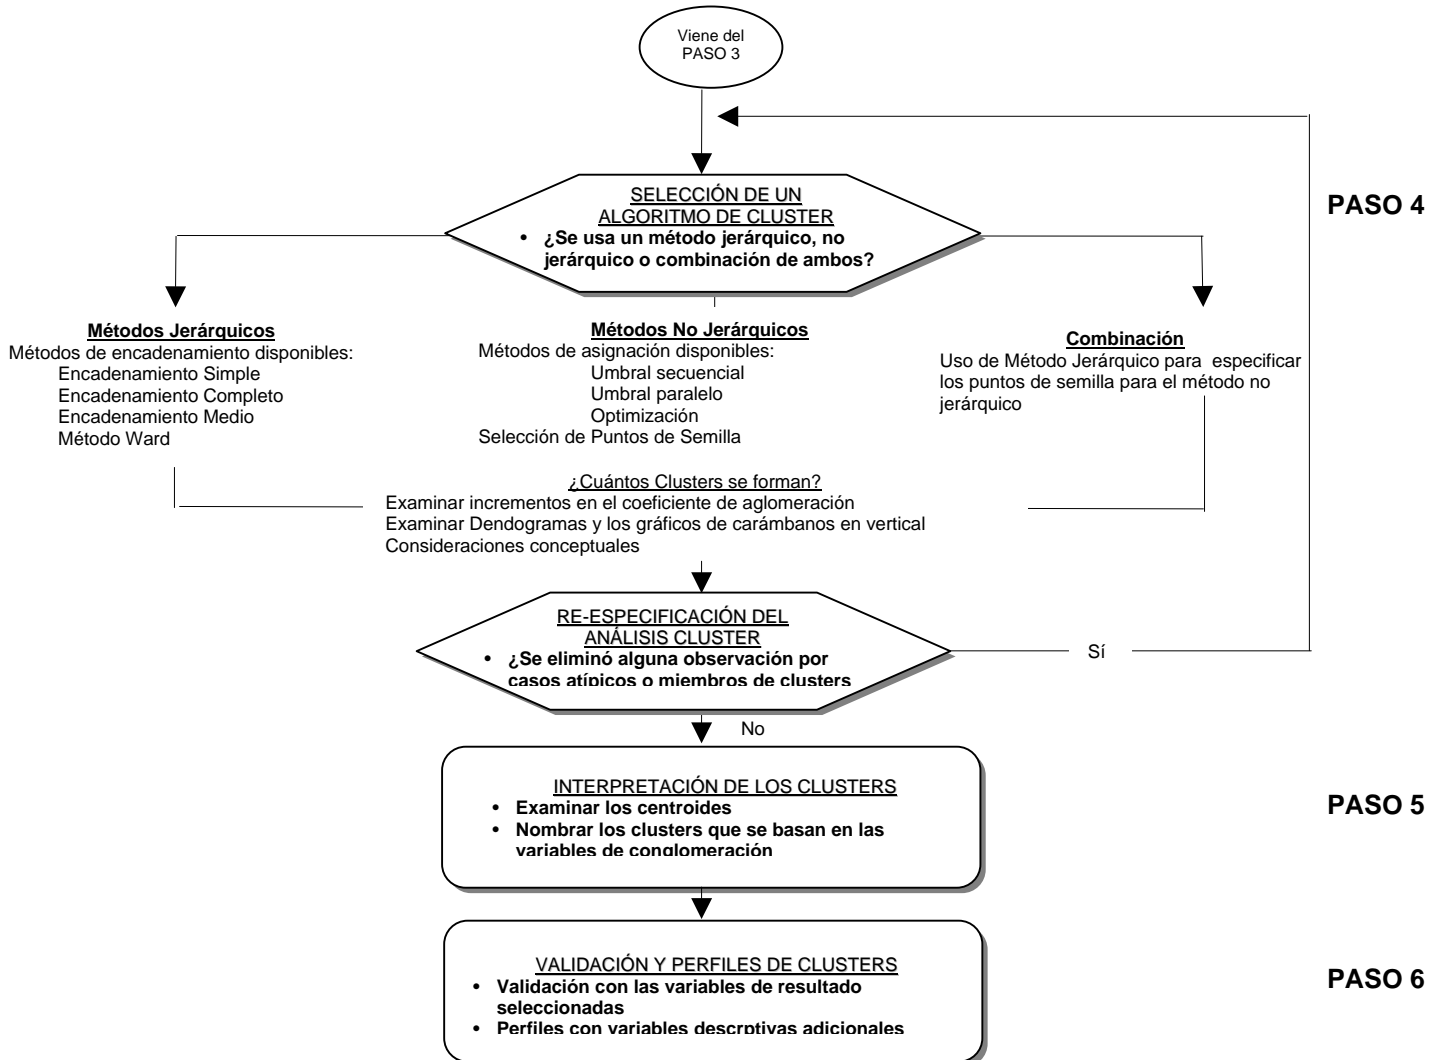 Viene del
PASO 3
SELECCIÓN DE UN
ALGORITMO DE CLUSTER
• ¿Se usa un método jerárquico, no
jerárquico o combinación de ambos?
PASO 4
Métodos Jerárquicos
Métodos de encadenamiento disponibles:
Encadenamiento Simple
Encadenamiento Completo
Encadenamiento Medio
Método Ward
Métodos No Jerárquicos
Métodos de asignación disponibles:
Umbral secuencial
Umbral paralelo
Optimización
Selección de Puntos de Semilla
Combinación
Uso de Método Jerárquico para especificar
los puntos de semilla para el método no
jerárquico
¿Cuántos Clusters se forman?
Examinar incrementos en el coeficiente de aglomeración
Examinar Dendogramas y los gráficos de carámbanos en vertical
Consideraciones conceptuales
RE-ESPECIFICACIÓN DEL
ANÁLISIS CLUSTER
• ¿Se eliminó alguna observación por
casos atípicos o miembros de clusters
Sí
No
INTERPRETACIÓN DE LOS CLUSTERS
• Examinar los centroides
• Nombrar los clusters que se basan en las
variables de conglomeración
PASO 5
VALIDACIÓN Y PERFILES DE CLUSTERS
• Validación con las variables de resultado
seleccionadas
• Perfiles con variables descrptivas adicionales
PASO 6